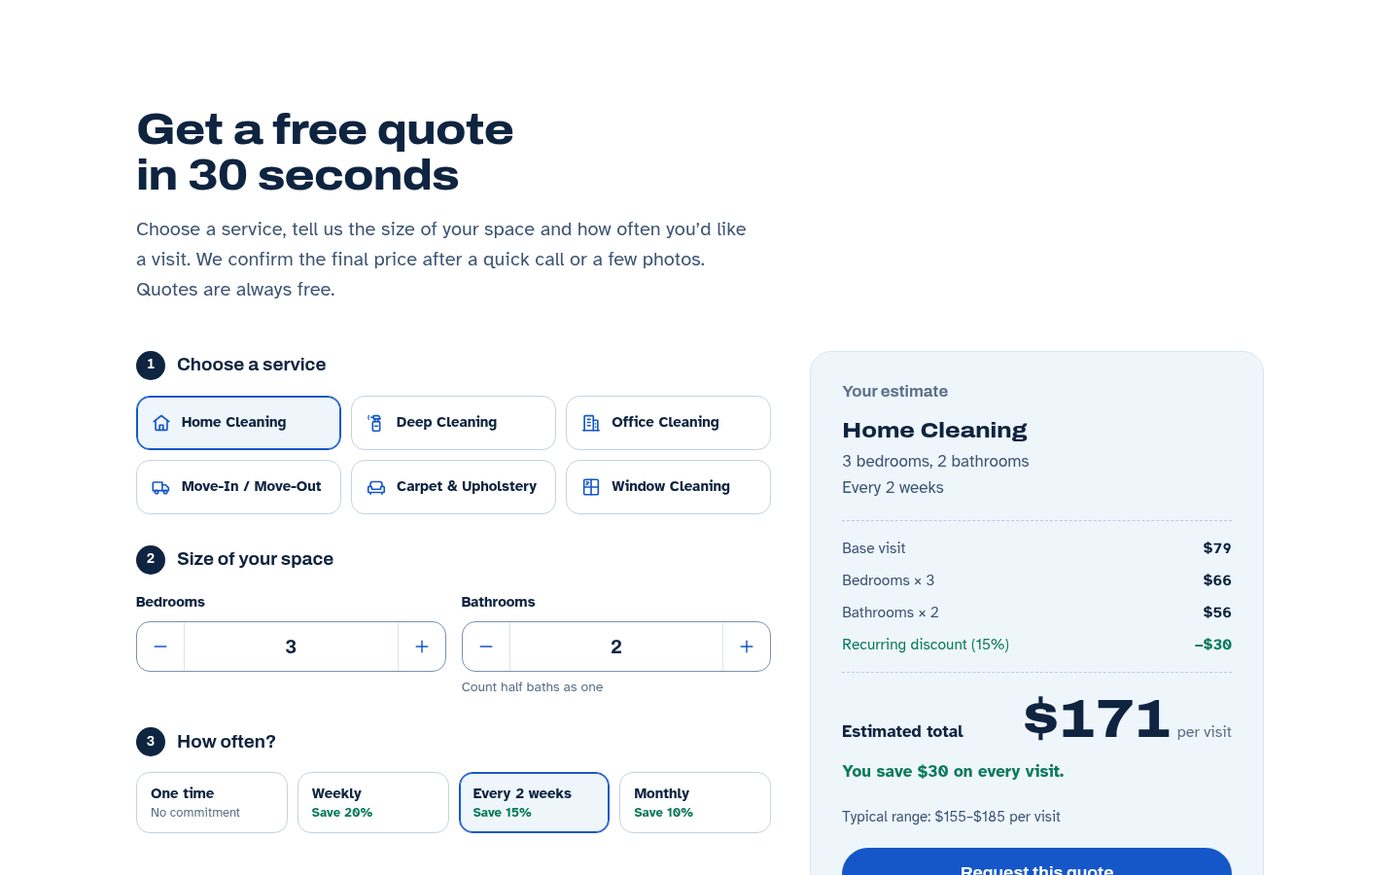 Get a free quote
in 30 seconds
Choose a service, tell us the size of your space and how often you’d like
a visit. We confirm the final price after a quick call or a few photos.
Quotes are always free.
1 Choose a service
Home Cleaning
Deep Cleaning
Office Cleaning
Move-In / Move-Out
Carpet & Upholstery
Window Cleaning
2 Size of your space
Bedrooms
− 3 +
Bathrooms
− 2 +
Count half baths as one
3 How often?
One time
No commitment
Weekly
Save 20%
Every 2 weeks
Save 15%
Monthly
Save 10%
Your estimate
Home Cleaning
3 bedrooms, 2 bathrooms
Every 2 weeks
Base visit $79
Bedrooms × 3 $66
Bathrooms × 2 $56
Recurring discount (15%) −$30
Estimated total $171 per visit
You save $30 on every visit.
Typical range: $155–$185 per visit
Request this quote